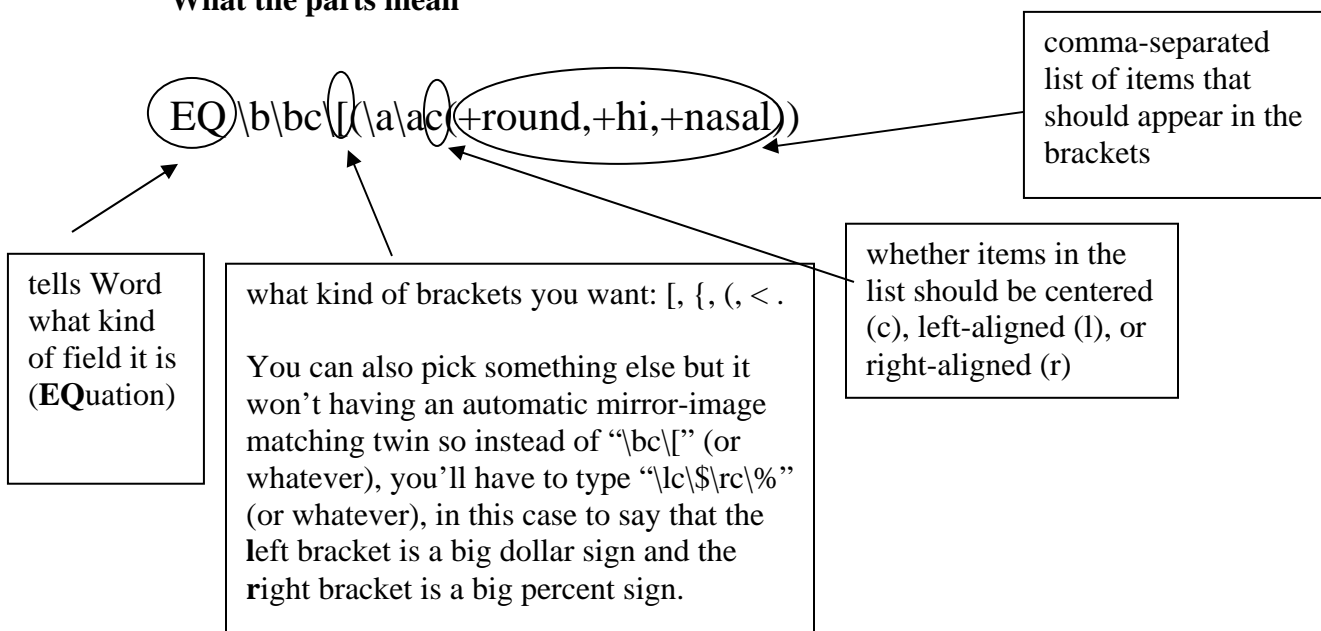 What the parts mean
EQ\b\bc\[(\a\ac(+round,+hi,+nasal))
comma-separated
list of items that
should appear in the
brackets
tells Word
what kind
of field it is
(EQuation)
what kind of brackets you want: [, {, (, < .
You can also pick something else but it
won’t having an automatic mirror-image
matching twin so instead of “\bc\[” (or
whatever), you’ll have to type “\lc\$\rc\%”
(or whatever), in this case to say that the
left bracket is a big dollar sign and the
right bracket is a big percent sign.
whether items in the
list should be centered
(c), left-aligned (l), or
right-aligned (r)